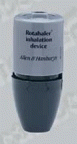 Rotahaler
inhalation
device
Allen & Hanburys